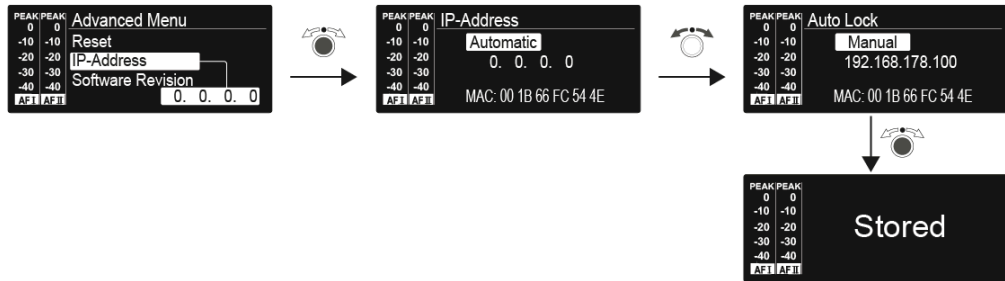 PEAK PEAK Advanced Menu
0 0
-10 -10 Reset
-20 -20 IP-Address
-30 -30 Software Revision
-40 -40 0. 0. 0. 0
AF I AF II
PEAK PEAK IP-Address
0 0
-10 -10 Automatic
-20 -20 0. 0. 0. 0
-30 -30
-40 -40 MAC: 00 1B 66 FC 54 4E
AF I AF II
PEAK PEAK Auto Lock
0 0
-10 -10 Manual
-20 -20 192.168.178.100
-30 -30
-40 -40 MAC: 00 1B 66 FC 54 4E
AF I AF II
PEAK PEAK
0 0
-10 -10
-20 -20 Stored
-30 -30
-40 -40
AF I AF II